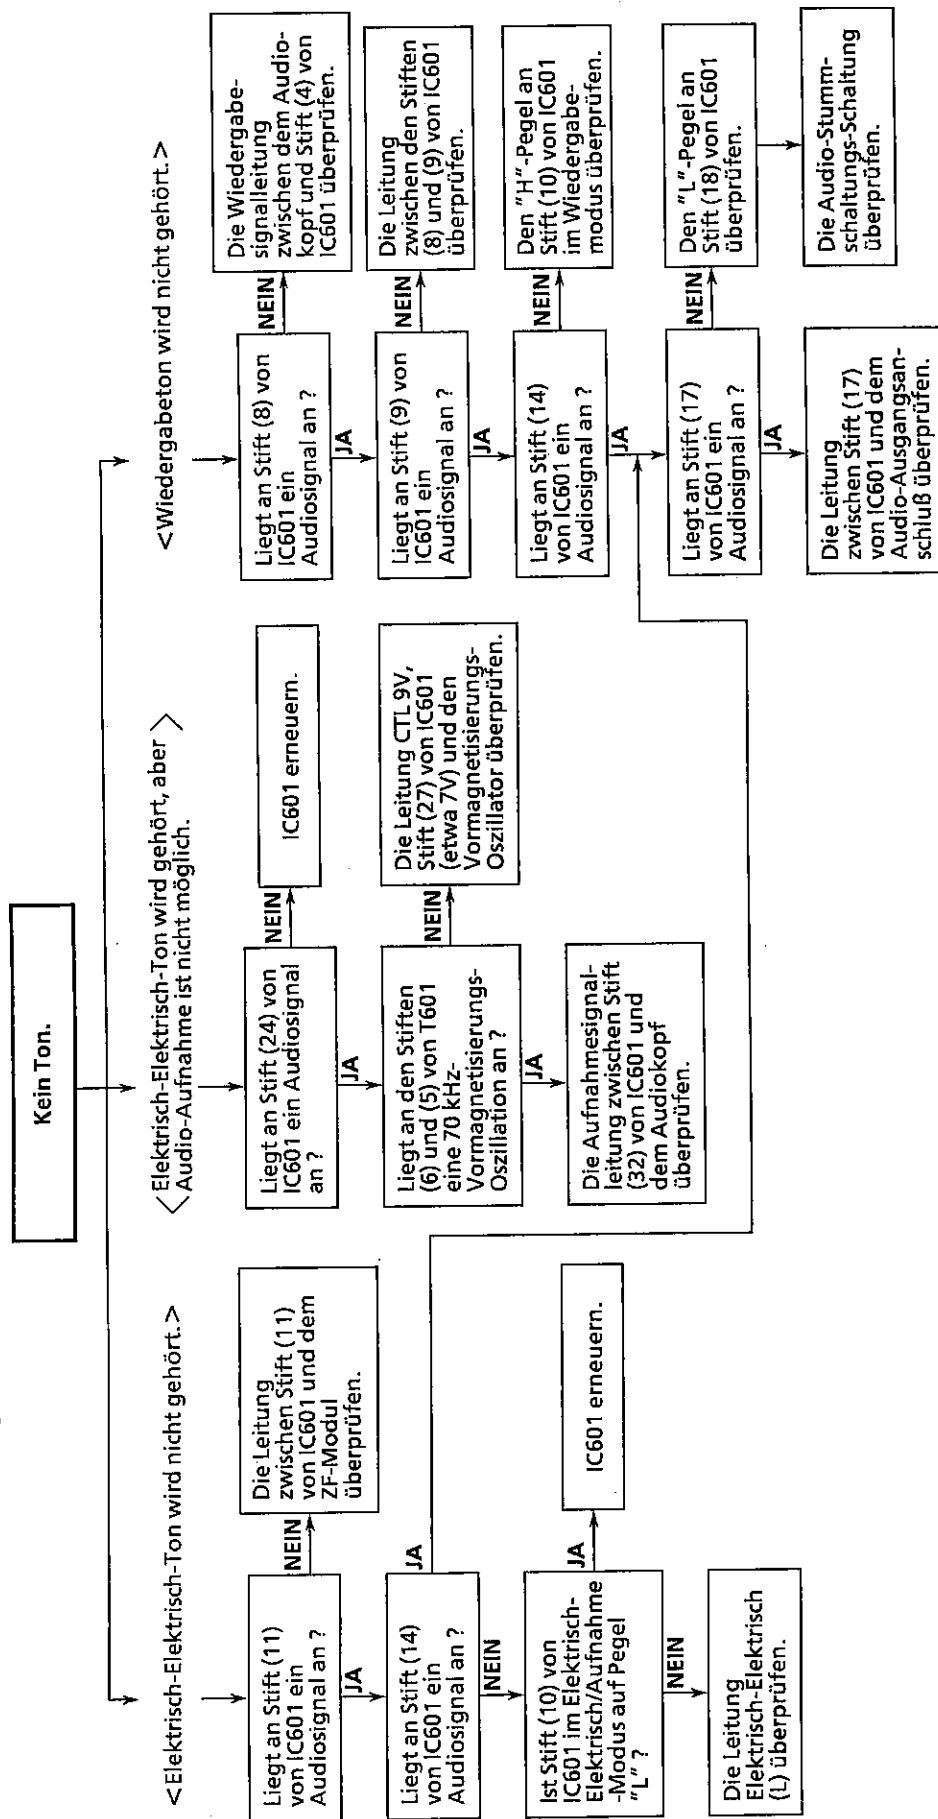 Kein Ton.
<Elektrisch-Elektrisch-Ton wird nicht gehört.>
Liegt an Stift (11)
von IC601 ein
Audiosignal an ?
NEIN
Die Leitung
zwischen Stift (11)
von IC601 und dem
ZF-Modul
überprüfen.
JA
Liegt an Stift (14)
von IC601 ein
Audiosignal an ?
JA
NEIN
Ist Stift (10) von
IC601 im Elektrisch-
Elektrisch/Aufnahme
-Modus auf Pegel
"L" ?
JA
IC601 erneuern.
NEIN
Die Leitung
Elektrisch-Elektrisch
(L) überprüfen.
<Elektrisch-Elektrisch-Ton wird gehört, aber
Audio-Aufnahme ist nicht möglich.>
Liegt an Stift (24) von
IC601 ein Audiosignal
an ?
NEIN
IC601 erneuern.
JA
Liegt an den Stiften
(6) und (5) von T601
eine 70 kHz-
Vormagnetisierungs-
Oszillation an ?
NEIN
Die Leitung CTL 9V,
Stift (27) von IC601
(etwa 7V) und den
Vormagnetisierungs-
Oszillator überprüfen.
JA
Die Aufnahmesignal-
leitung zwischen Stift
(32) von IC601 und
dem Audiokopf
überprüfen.
<Wiedergabeton wird nicht gehört.>
Liegt an Stift (8) von
IC601 ein
Audiosignal an ?
NEIN
Die Wiedergabe-
signalleitung
zwischen dem Audio-
kopf und Stift (4) von
IC601 überprüfen.
JA
Liegt an Stift (9) von
IC601 ein
Audiosignal an ?
NEIN
Die Leitung
zwischen den Stiften
(8) und (9) von IC601
überprüfen.
JA
Liegt an Stift (14)
von IC601 ein
Audiosignal an ?
NEIN
Den "H"-Pegel an
Stift (10) von IC601
im Wiedergabe-
modus überprüfen.
JA
Liegt an Stift (17)
von IC601 ein
Audiosignal an ?
NEIN
Den "L"-Pegel an
Stift (18) von IC601
überprüfen.
Die Audio-Stumm-
schaltungs-Schaltung
überprüfen.
JA
Die Leitung
zwischen Stift (17)
von IC601 und dem
Audio-Ausgangsan-
schluß überprüfen.